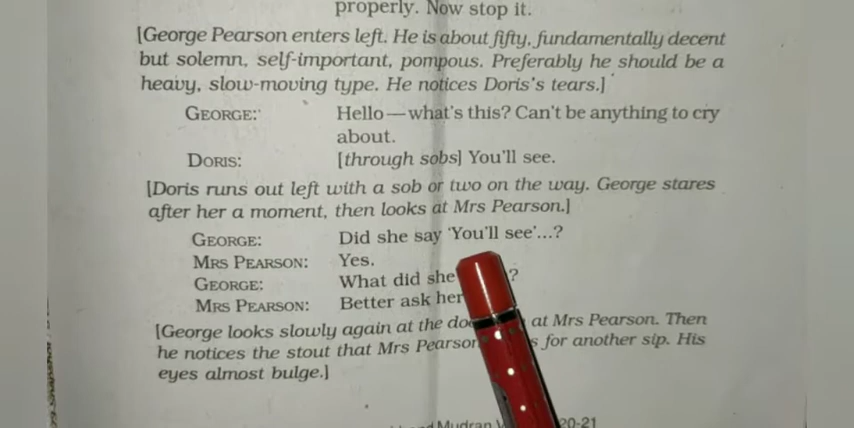 properly. Now stop it.
[George Pearson enters left. He is about fifty, fundamentally decent
but solemn, self-important, pompous. Preferably he should be a
heavy, slow-moving type. He notices Doris's tears.]
GEORGE: Hello—what's this? Can't be anything to cry
about.
DORIS: [through sobs] You'll see.
[Doris runs out left with a sob or two on the way. George stares
after her a moment, then looks at Mrs Pearson.]
GEORGE: Did she say 'You'll see'...?
MRS PEARSON: Yes.
GEORGE: What did she ?
MRS PEARSON: Better ask her
[George looks slowly again at the at Mrs Pearson. Then
he notices the stout that Mrs Pearson for another sip. His
eyes almost bulge.]
Mudran 20-21